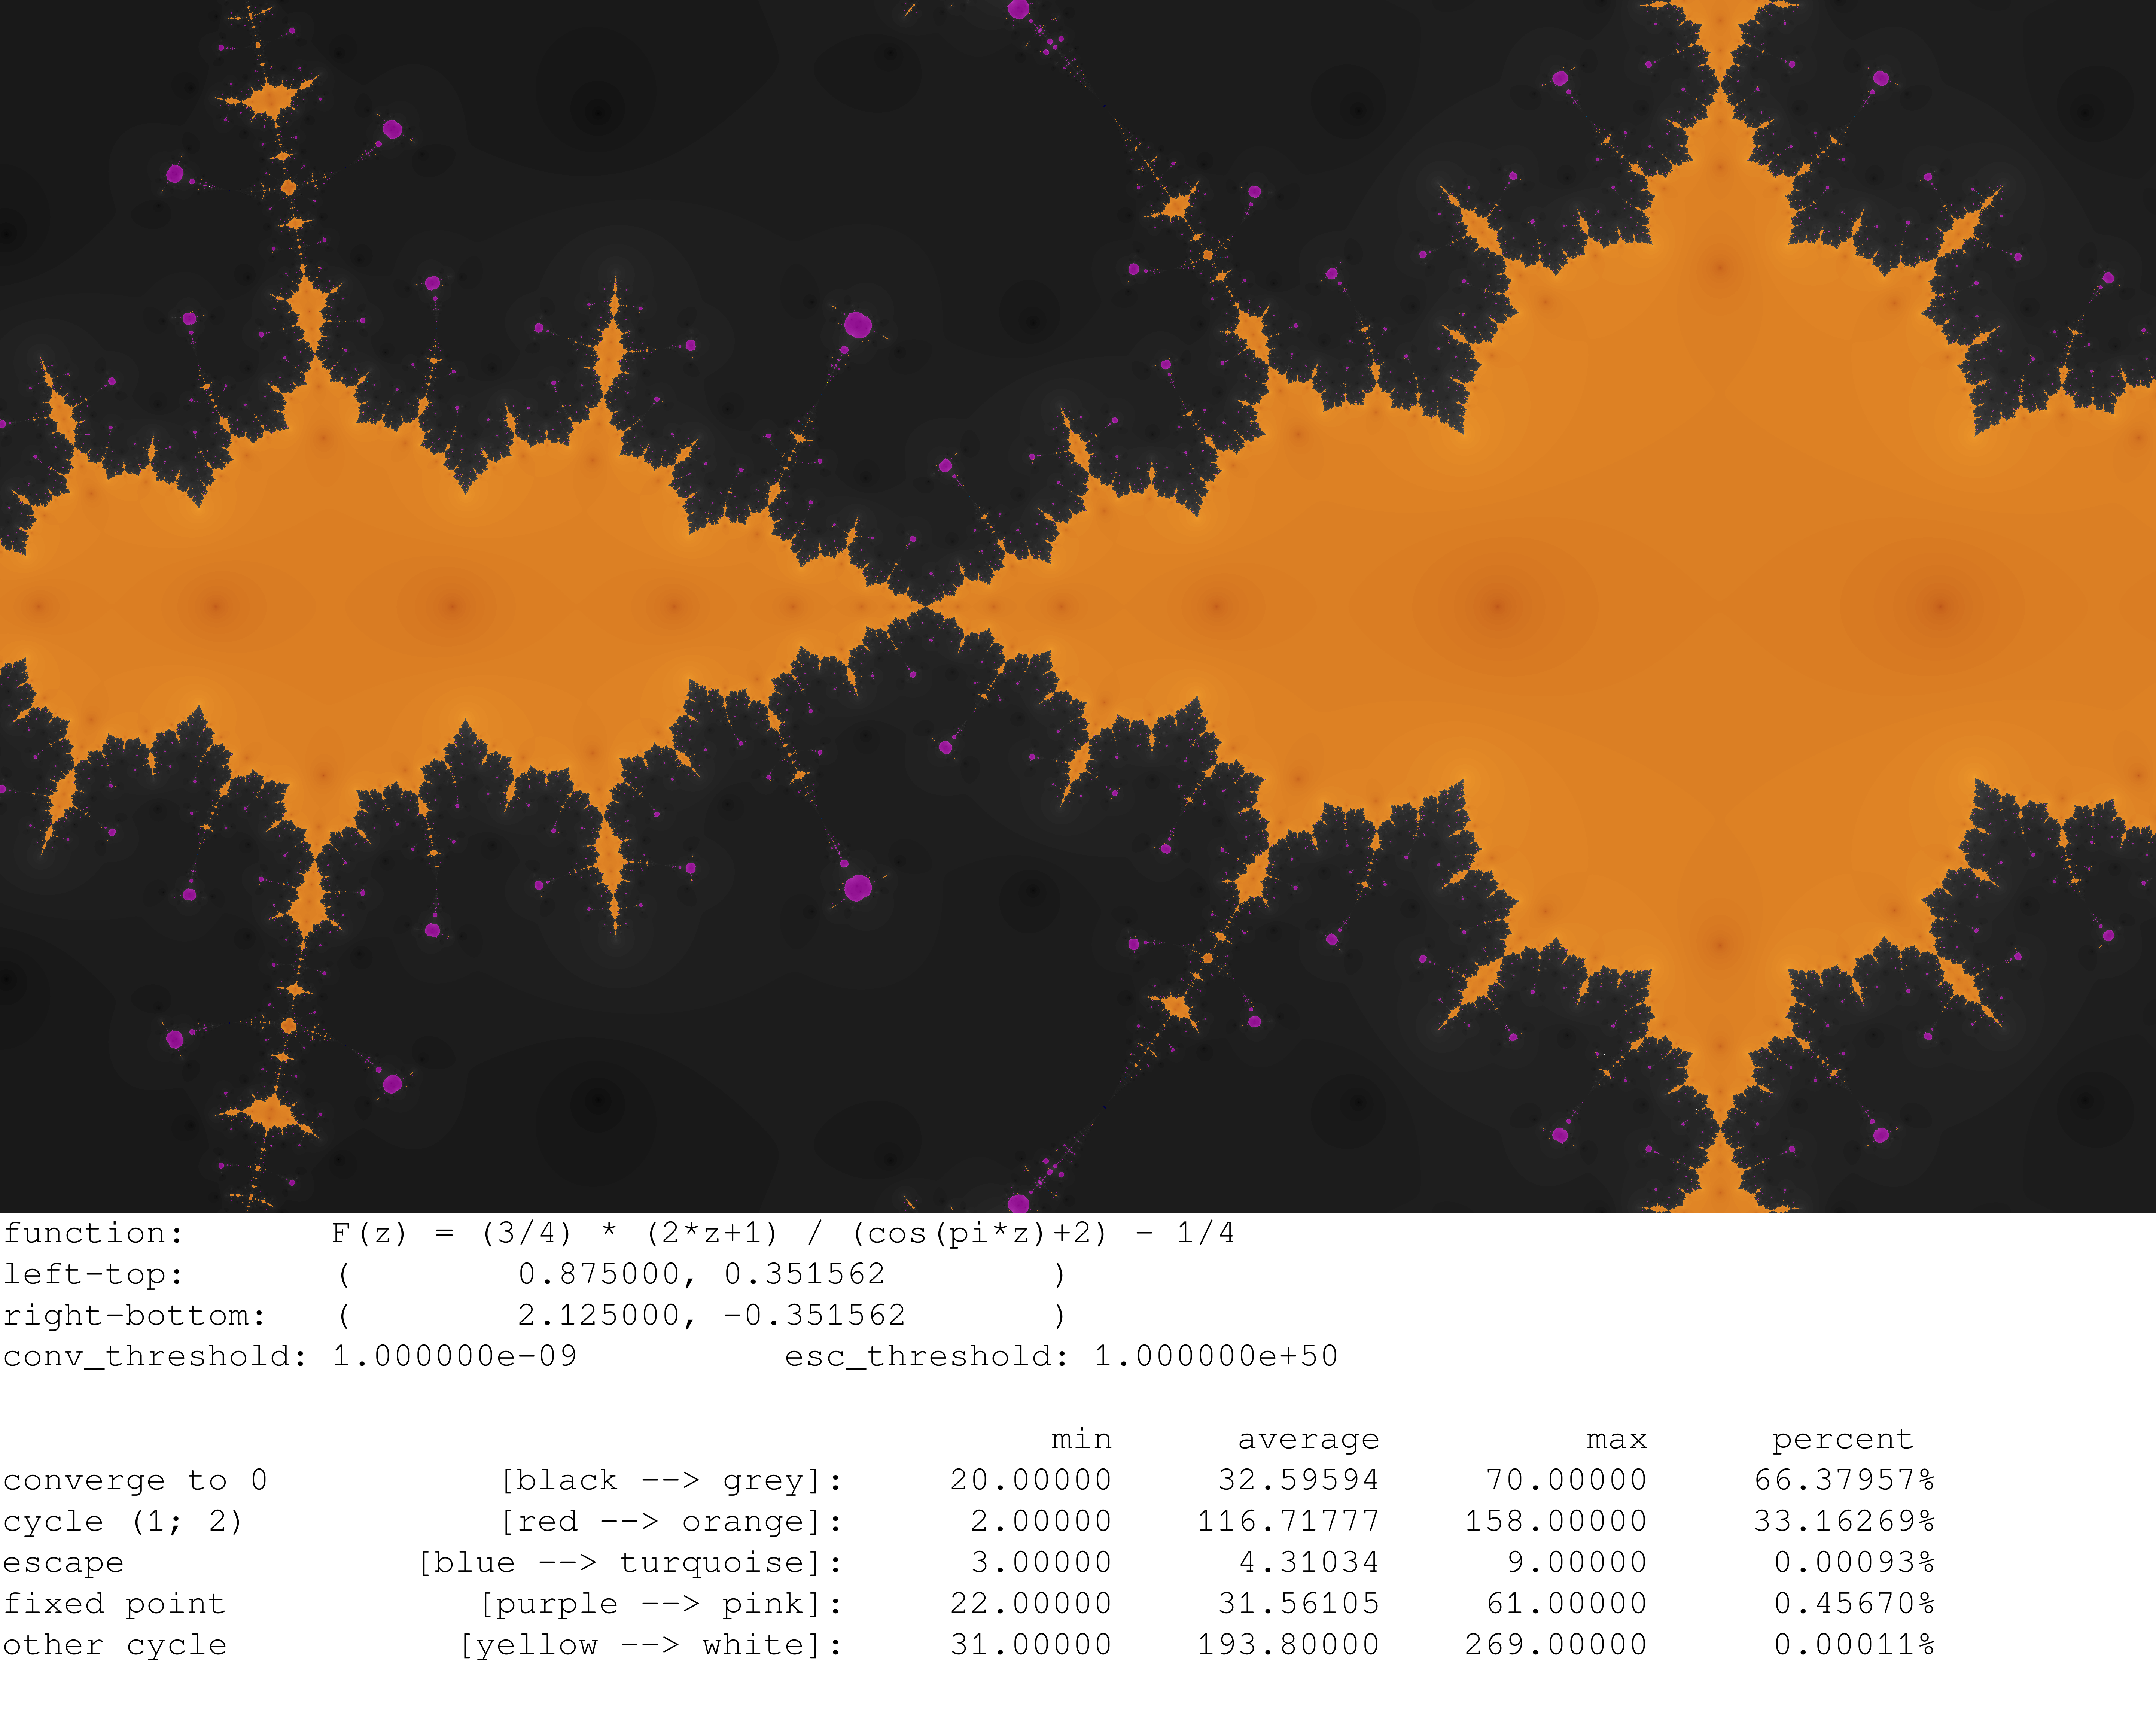 function: F(z) = (3/4) * (2*z+1) / (cos(pi*z)+2) - 1/4
left-top: ( 0.875000, 0.351562 )
right-bottom: ( 2.125000, -0.351562 )
conv_threshold: 1.000000e-09 esc_threshold: 1.000000e+50
min average max percent
converge to 0 [black --> grey]: 20.00000 32.59594 70.00000 66.37957%
cycle (1; 2) [red --> orange]: 2.00000 116.71777 158.00000 33.16269%
escape [blue --> turquoise]: 3.00000 4.31034 9.00000 0.00093%
fixed point [purple --> pink]: 22.00000 31.56105 61.00000 0.45670%
other cycle [yellow --> white]: 31.00000 193.80000 269.00000 0.00011%